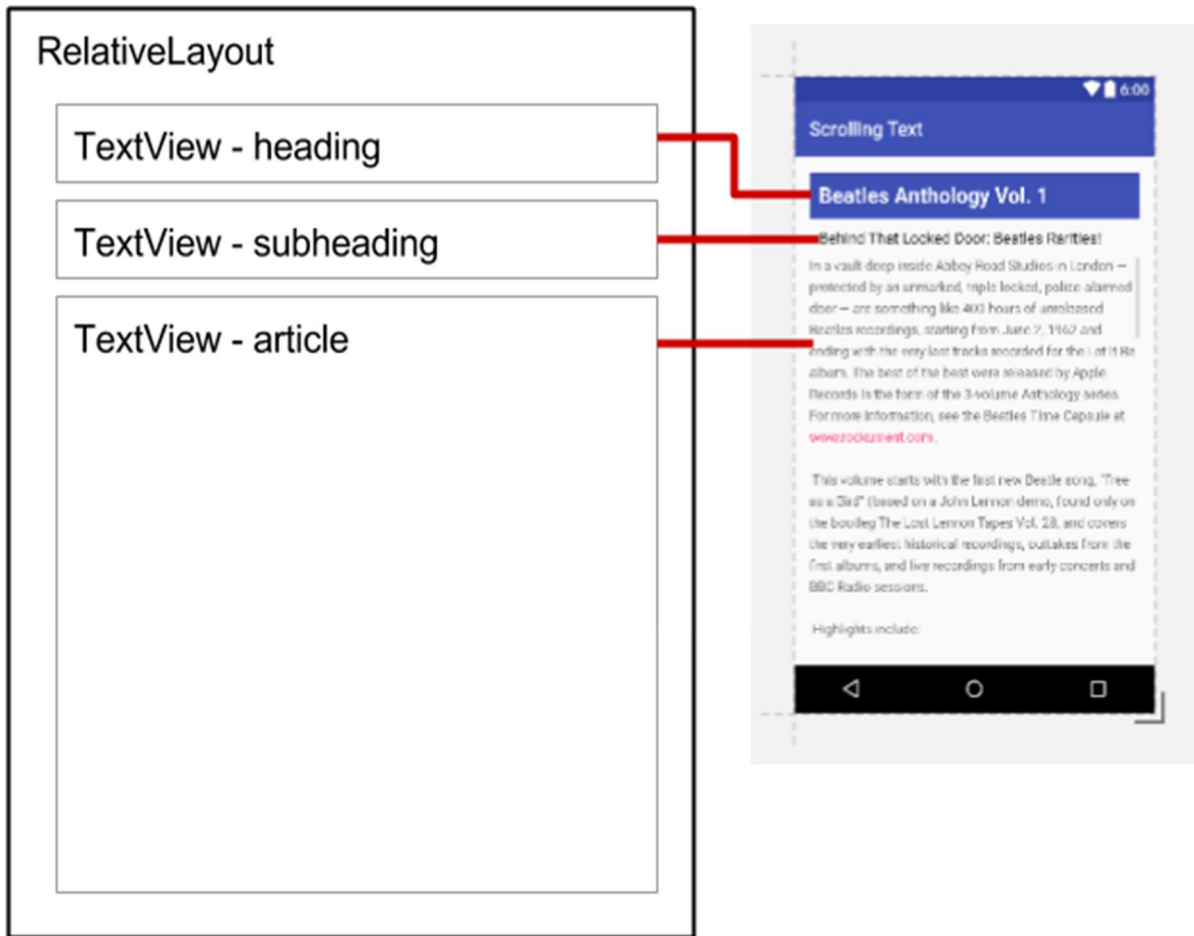 RelativeLayout
TextView - heading
TextView - subheading
TextView - article
6:00
Scrolling Text
Beatles Anthology Vol. 1
Behind That Locked Door: Beatles Rarities!
In a vault deep inside Abbey Road Studios in London —
protected by an unmarked, triple locked, police-alarmed
door — are something like 400 hours of unreleased
Beatles recordings, starting from June 2, 1962 and
ending with the very last tracks recorded for the Let It Be
album. The best of the best were released by Apple
Records in the form of the 3-volume Anthology series.
For more information, see the Beatles Time Capsule at
www.rockument.com.
This volume starts with the first new Beatle song, "Free
as a Bird" (based on a John Lennon demo, found only on
the bootleg The Lost Lennon Tapes Vol. 28, and covers
the very earliest historical recordings, outtakes from the
first albums, and live recordings from early concerts and
BBC Radio sessions.
Highlights include: